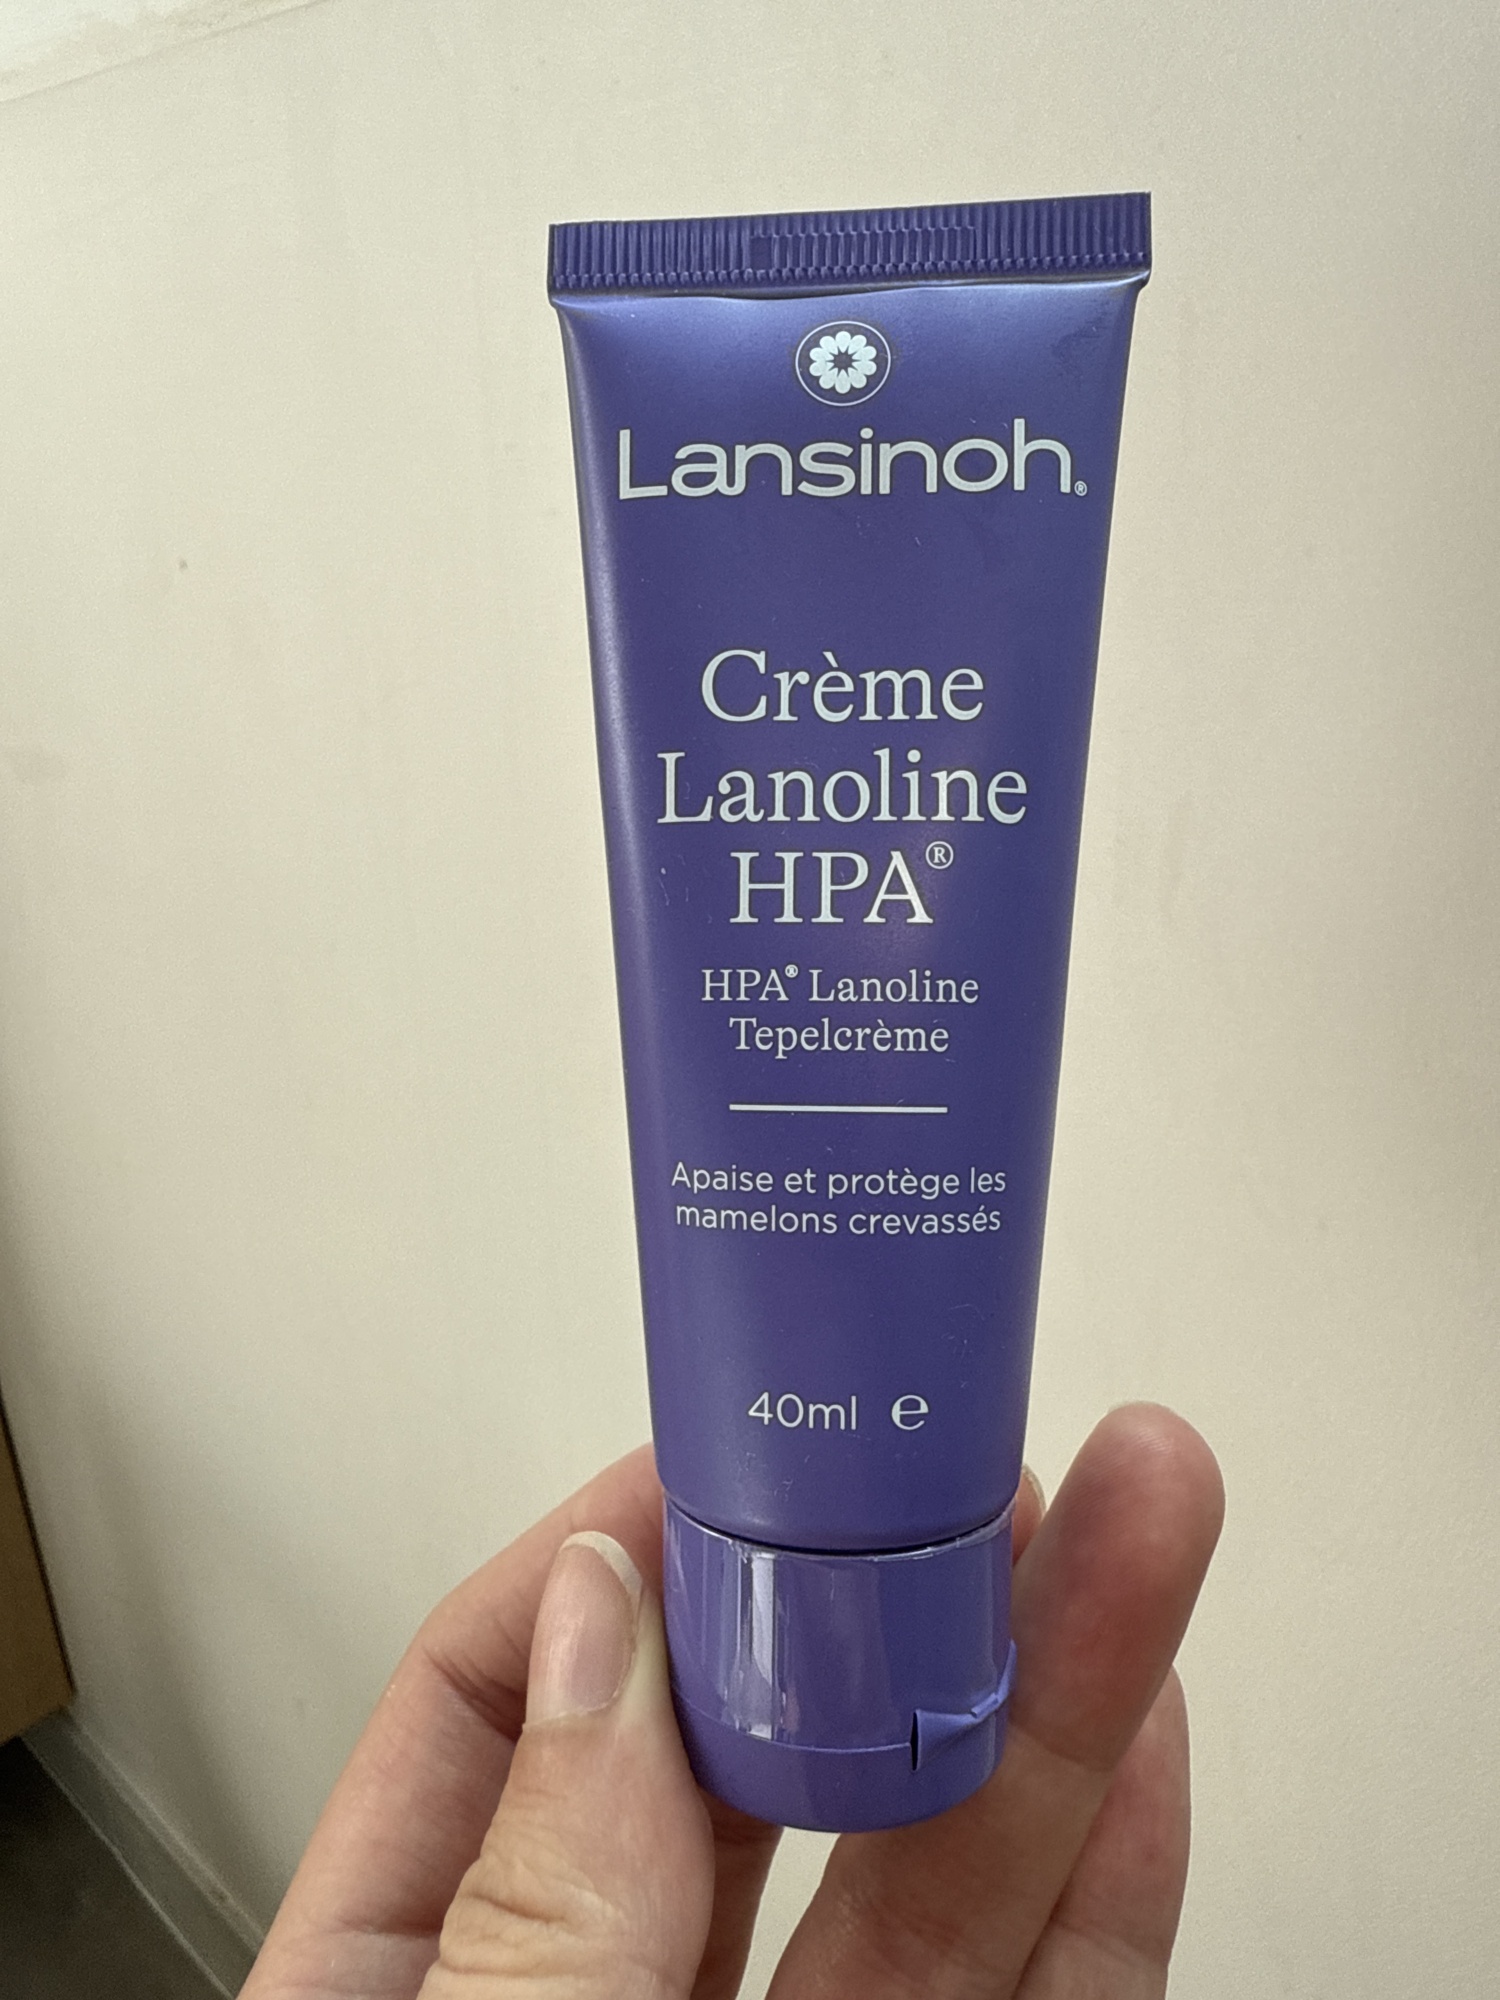 Lansinoh®
Crème
Lanoline
HPA®
HPA® Lanoline
Tepelcrème
Apaise et protège les
mamelons crevassés
40ml ℮